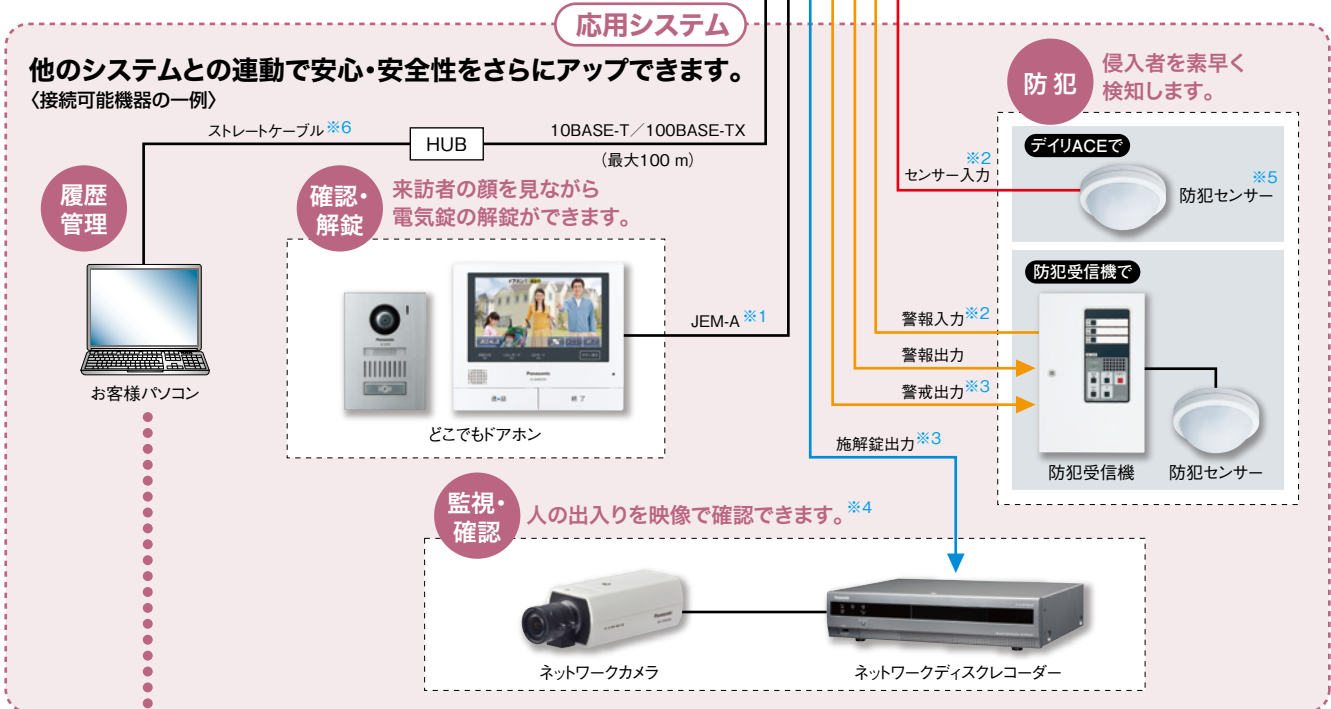 応用システム
他のシステムとの連動で安心・安全性をさらにアップできます。
〈接続可能機器の一例〉
ストレートケーブル※6
HUB
10BASE-T／100BASE-TX
(最大100 m)
履歴
管理
お客様パソコン
確認・
解錠
来訪者の顔を見ながら
電気錠の解錠ができます。
Panasonic
Panasonic
通話
終了
JEM-A※1
どこでもドアホン
防犯
侵入者を素早く
検知します。
デイリACEで
※2
センサー入力
※5
防犯センサー
防犯受信機で
警報入力※2
警報出力
警戒出力※3
防犯受信機
防犯センサー
施解錠出力※3
監視・
確認
人の出入りを映像で確認できます。※4
Panasonic
Panasonic
ネットワークカメラ
ネットワークディスクレコーダー